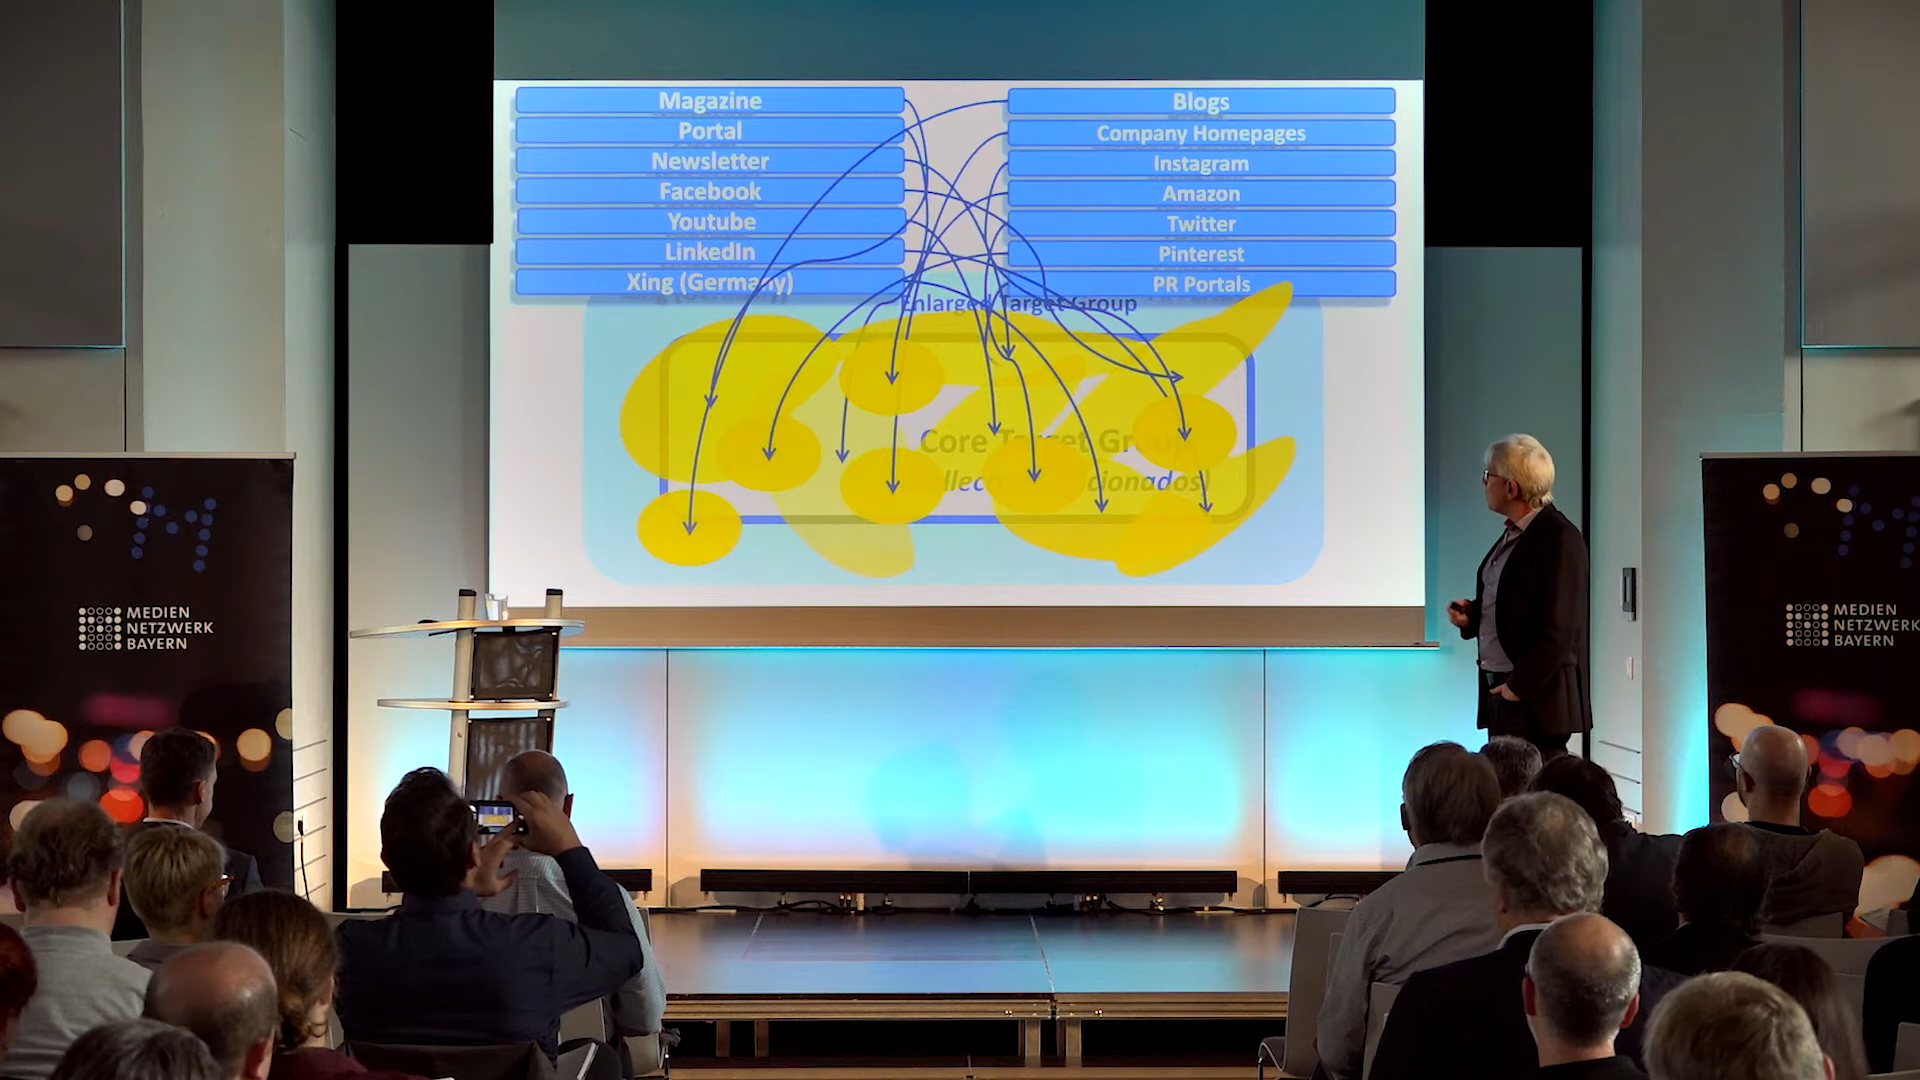 Magazine
Portal
Newsletter
Facebook
Youtube
LinkedIn
Xing (Germany)
Blogs
Company Homepages
Instagram
Amazon
Twitter
Pinterest
PR Portals
Enlarged Target Group
Core Target
MEDIEN
NETZWERK
BAYERN
MEDIEN
NETZWERK
BAYERN